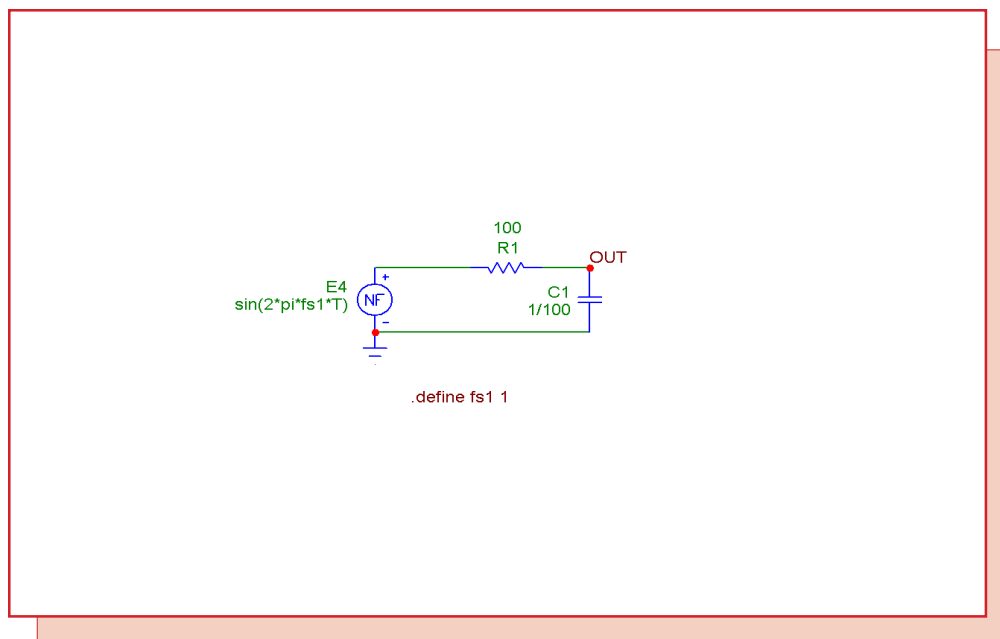 100
R1
OUT
+
E4
NF
sin(2*pi*fs1*T)
C1
1/100
−
.define fs1 1